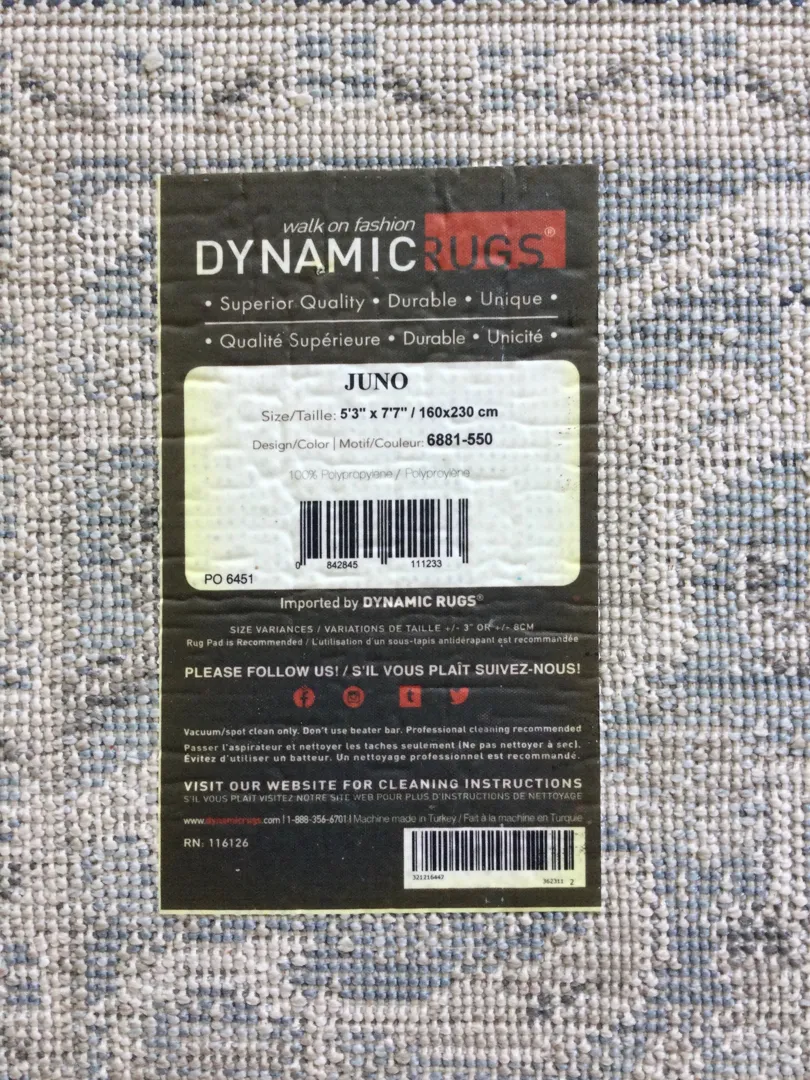 walk on fashion
DYNAMIC RUGS®
• Superior Quality • Durable • Unique •
• Qualité Supérieure • Durable • Unicité •
JUNO
Size/Taille: 5'3" x 7'7" / 160x230 cm
Design/Color | Motif/Couleur: 6881-550
100% Polypropylene / Polyproylene
0 842845 111233
PO 6451
Imported by DYNAMIC RUGS®
SIZE VARIANCES / VARIATIONS DE TAILLE +/- 3" OR +/- 8CM
Rug Pad is Recommended / L'utilisation d'un sous-tapis antidérapant est recommandée
PLEASE FOLLOW US! / S'IL VOUS PLAÎT SUIVEZ-NOUS!
Vacuum/spot clean only. Don't use beater bar. Professional cleaning recommended
Passer l'aspirateur et nettoyer les taches seulement (Ne pas nettoyer à sec).
Évitez d'utiliser un batteur. Un nettoyage professionnel est recommandé.
VISIT OUR WEBSITE FOR CLEANING INSTRUCTIONS
S'IL VOUS PLAÎT VISITEZ NOTRE SITE WEB POUR PLUS D'INSTRUCTIONS DE NETTOYAGE
www.dynamicrugs.com | 1-888-356-6701 | Machine made in Turkey / Fait à la machine en Turquie
RN: 116126
321216447 362311 2